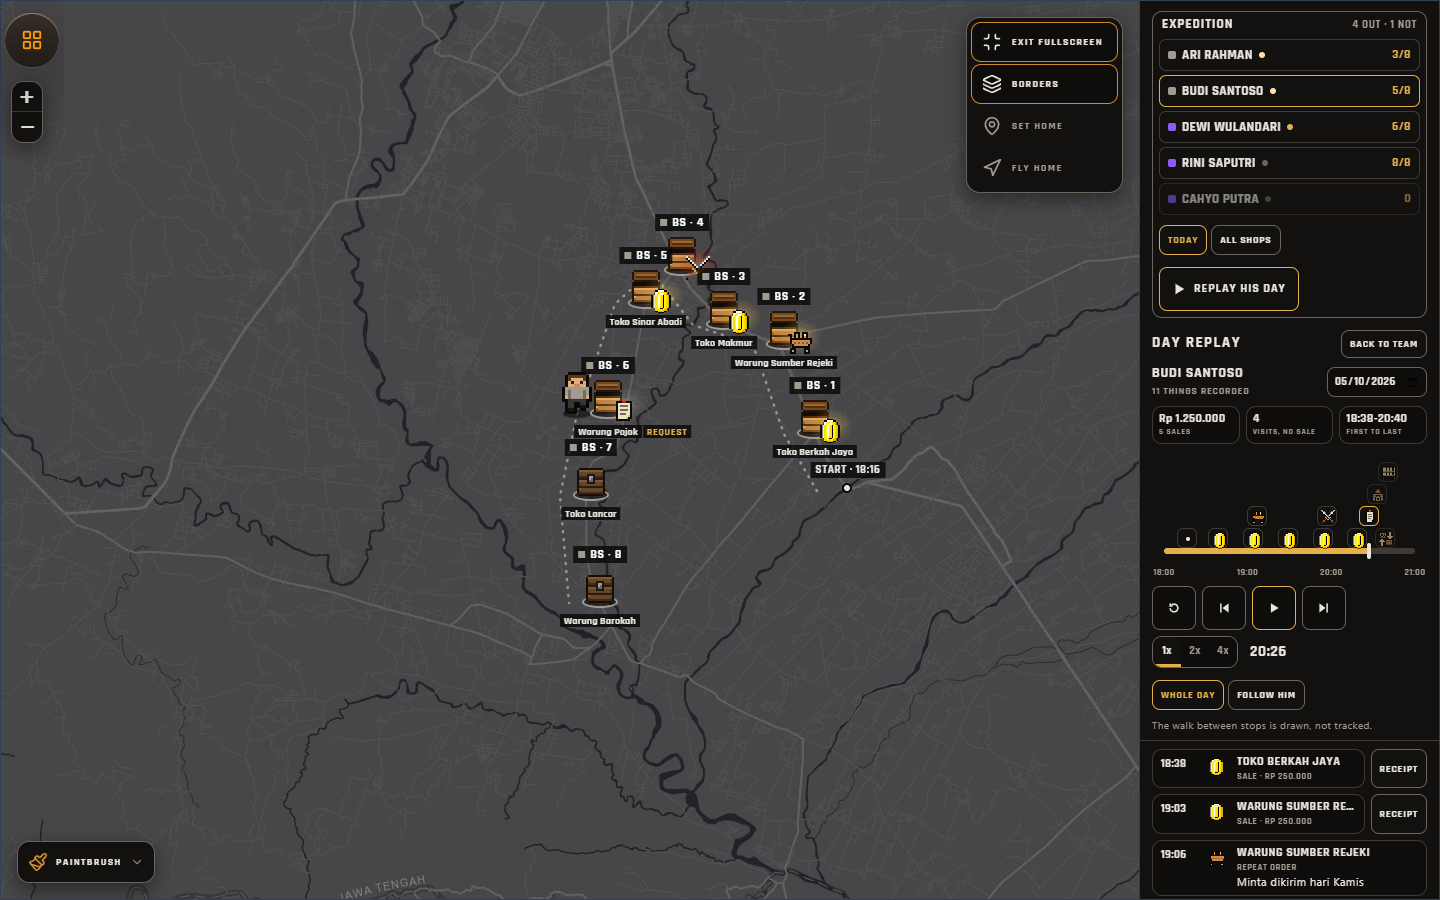 EXIT FULLSCREEN
BORDERS
SET HOME
FLY HOME
BS · 4
BS · 5
BS · 3
BS · 2
Toko Sinar Abadi
Toko Makmur
Warung Sumber Rejeki
BS · 6
BS · 1
Warung Pojok REQUEST
BS · 7
Toko Berkah Jaya
START · 18:15
Toko Lancar
BS · 8
Warung Barokah
JAWA TENGAH
PAINTBRUSH
EXPEDITION 4 OUT · 1 NOT
ARI RAHMAN 3/8
BUDI SANTOSO 5/8
DEWI WULANDARI 6/8
RINI SAPUTRI 8/8
CAHYO PUTRA 0
TODAY ALL SHOPS
REPLAY HIS DAY
DAY REPLAY BACK TO TEAM
BUDI SANTOSO
11 THINGS RECORDED
05/10/2026
Rp 1.250.000 4 18:38-20:40
5 SALES VISITS, NO SALE FIRST TO LAST
18:00 19:00 20:00 21:00
1x 2x 4x 20:26
WHOLE DAY FOLLOW HIM
The walk between stops is drawn, not tracked.
18:38 TOKO BERKAH JAYA
SALE · RP 250.000
RECEIPT
19:03 WARUNG SUMBER RE...
SALE · RP 250.000
RECEIPT
19:06 WARUNG SUMBER REJEKI
REPEAT ORDER
Minta dikirim hari Kamis